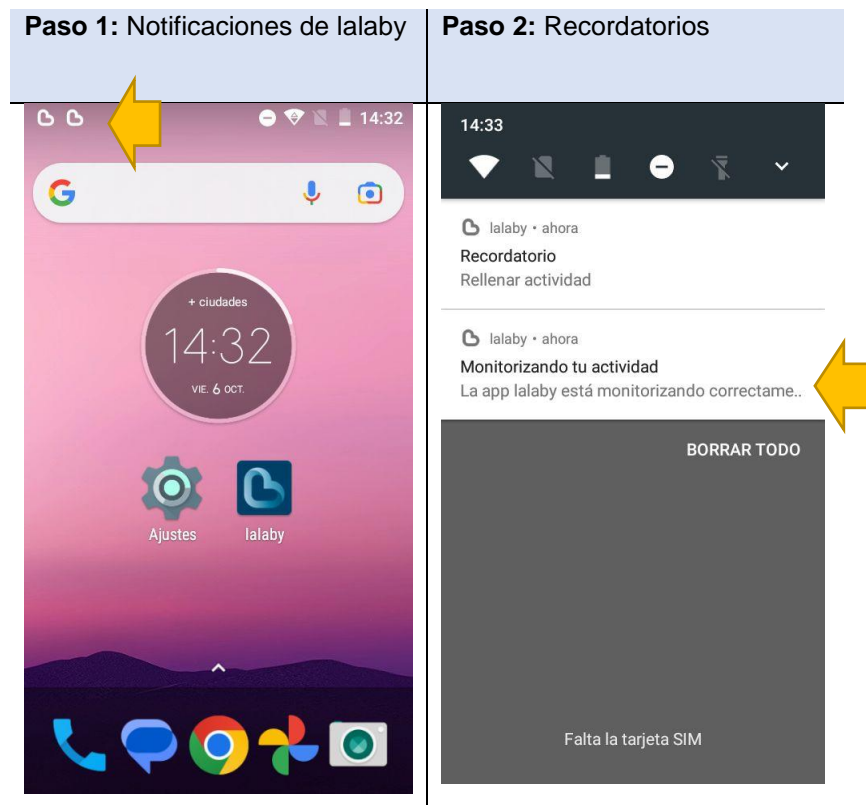 Paso 1: Notificaciones de lalaby
14:32
+ ciudades
14:32
VIE. 6 OCT.
Ajustes
lalaby
Paso 2: Recordatorios
14:33
lalaby • ahora
Recordatorio
Rellenar actividad
lalaby • ahora
Monitorizando tu actividad
La app lalaby está monitorizando correctame..
BORRAR TODO
Falta la tarjeta SIM